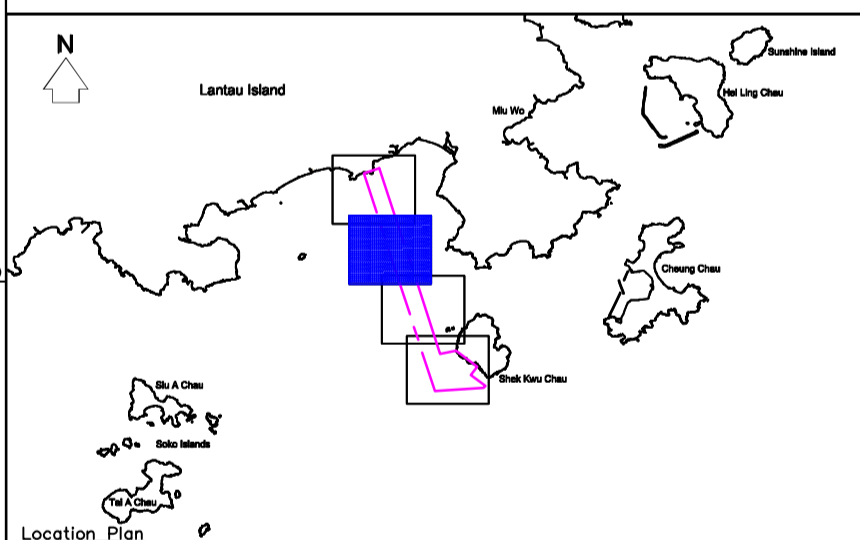 N
Sunshine Island
Lantau Island
Hei Ling Chau
Miu Wo
Cheung Chau
Shek Kwu Chau
Siu A Chau
Soko Islands
Tai A Chau
Location Plan